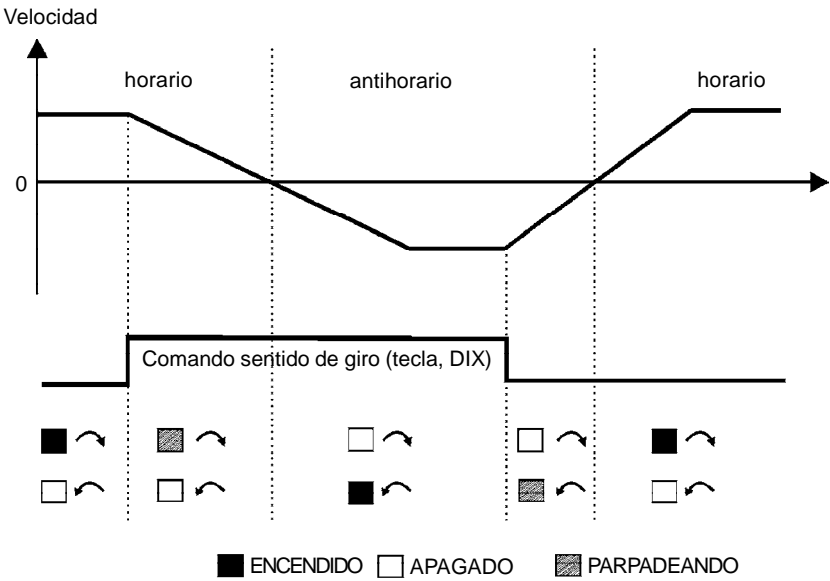 Velocidad
horario
antihorario
horario
0
Comando sentido de giro (tecla, DIX)
ENCENDIDO APAGADO PARPADEANDO